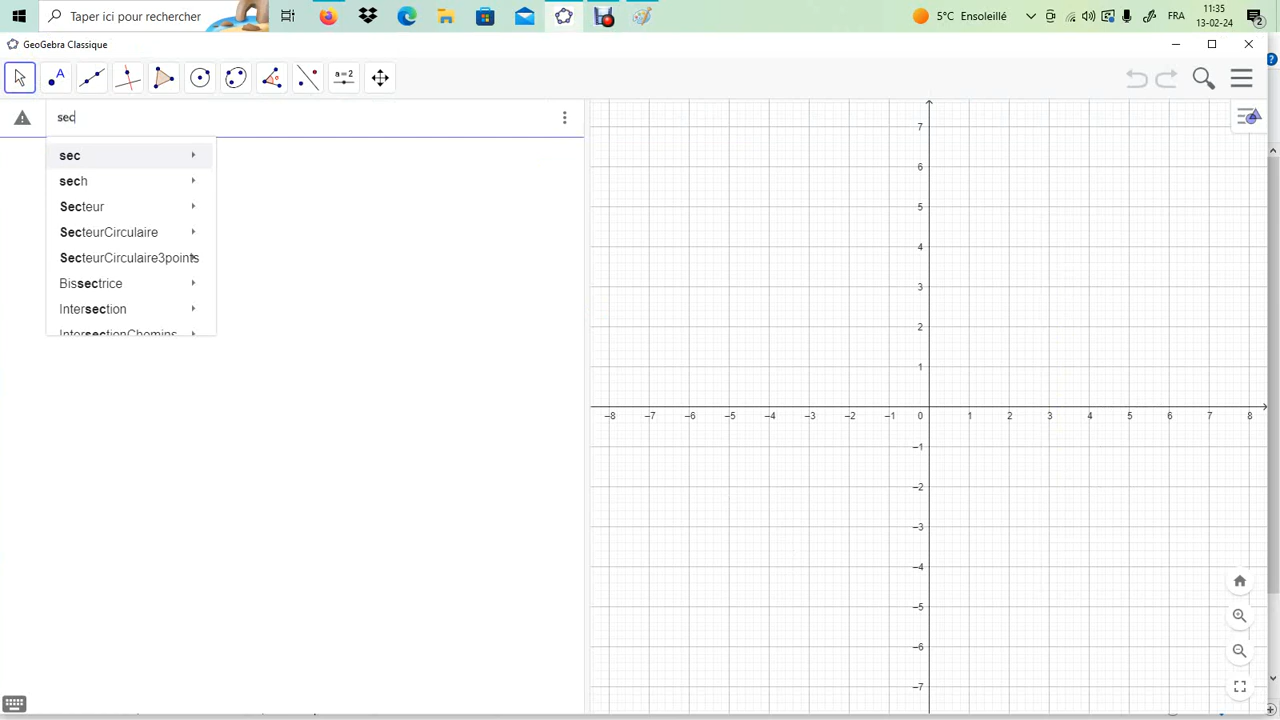 Taper ici pour rechercher
5°C Ensoleillé
FRA
11:35
13-02-24
2
GeoGebra Classique
A
a=2
sec
sec
sech
Secteur
SecteurCirculaire
SecteurCirculaire3points
Bissectrice
Intersection
IntersectionChemins
7
6
5
4
3
2
1
–8 –7 –6 –5 –4 –3 –2 –1 0 1 2 3 4 5 6 7 8
–1
–2
–3
–4
–5
–6
–7